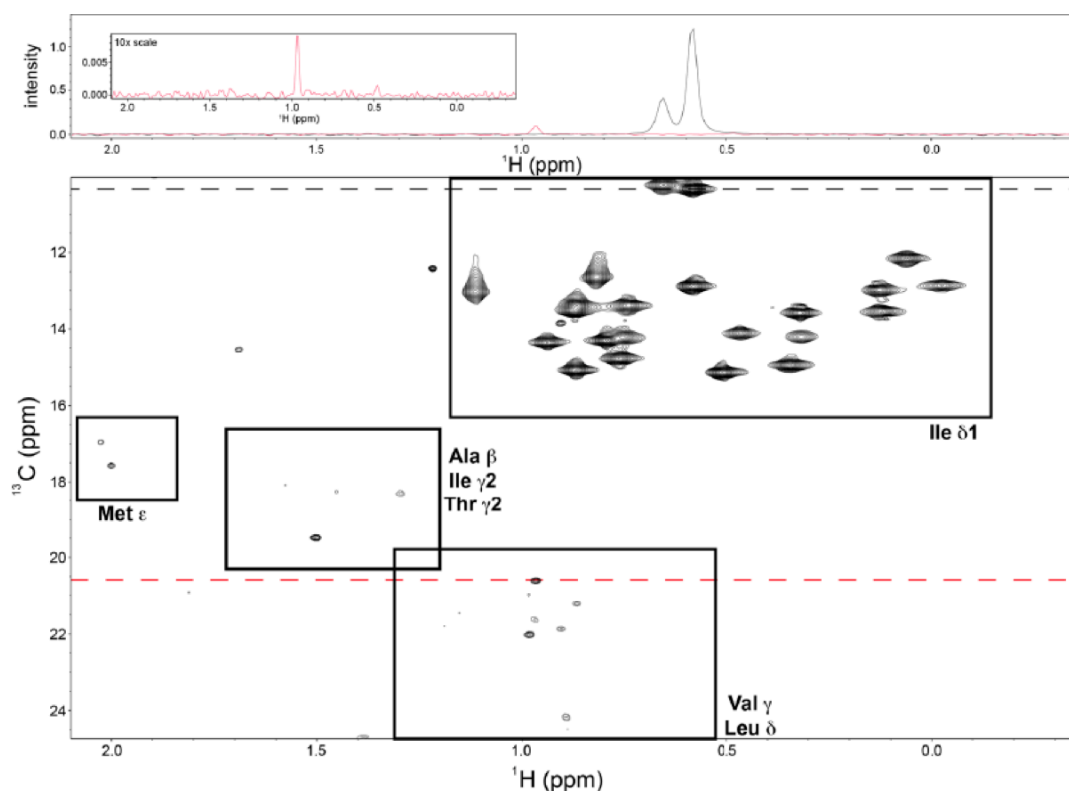 10x scale
0.005
0.000
2.0 1.5 1.0 0.5 0.0
¹H (ppm)
intensity
1.0
0.5
0.0
2.0 1.5 1.0 0.5 0.0
¹H (ppm)
¹³C (ppm)
12
14
16
18
20
22
24
Ile δ1
Met ε
Ala β
Ile γ2
Thr γ2
Val γ
Leu δ
2.0 1.5 1.0 0.5 0.0
¹H (ppm)